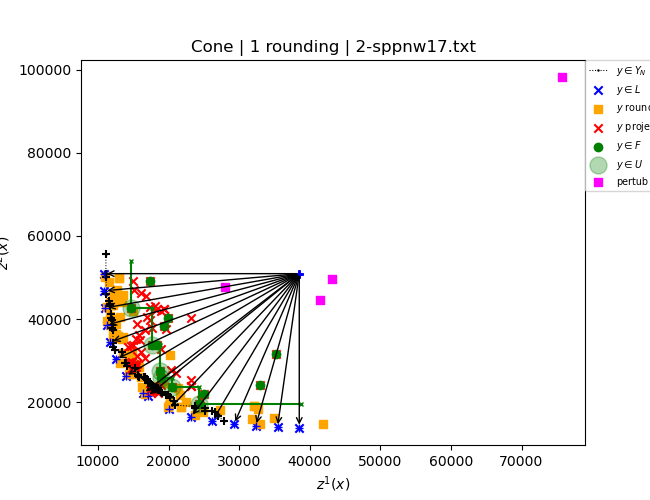 Cone | 1 rounding | 2-sppnw17.txt
100000
80000
60000
40000
20000
10000 20000 30000 40000 50000 60000 70000
z¹(x)
z²(x)
y ∈ Y_N
y ∈ L
y roun
y proje
y ∈ F
y ∈ U
pertub